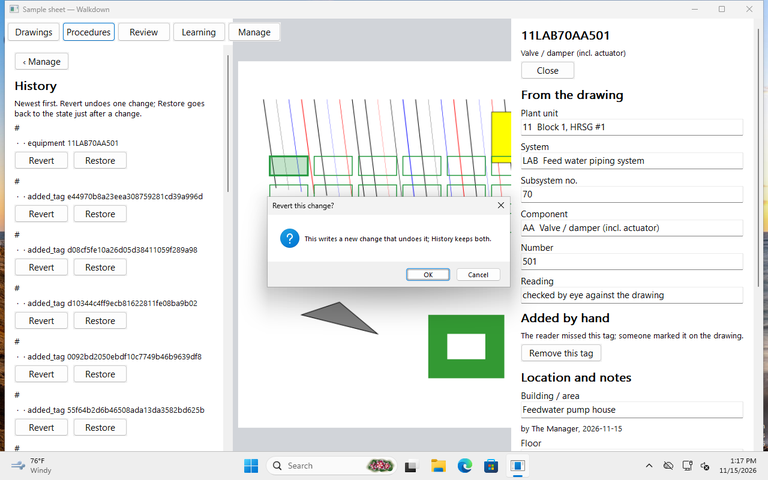 Sample sheet — Walkdown
Drawings
Procedures
Review
Learning
Manage
‹ Manage
History
Newest first. Revert undoes one change; Restore goes
back to the state just after a change.
#
· · equipment 11LAB70AA501
Revert
Restore
#
· · added_tag e44970b8a23eea308759281cd39a996d
Revert
Restore
#
· · added_tag d08cf5fe10a26d05d38411059f289a98
Revert
Restore
#
· · added_tag d10344c4ff9ecb81622811fe08ba9b02
Revert
Restore
#
· · added_tag 0092bd2050ebdf10c7749b46b9639df8
Revert
Restore
#
· · added_tag 55f64b2d6b46508ada13da3582bd625b
Revert
Restore
#
Revert this change?
This writes a new change that undoes it; History keeps both.
OK
Cancel
11LAB70AA501
Valve / damper (incl. actuator)
Close
From the drawing
Plant unit
11 Block 1, HRSG #1
System
LAB Feed water piping system
Subsystem no.
70
Component
AA Valve / damper (incl. actuator)
Number
501
Reading
checked by eye against the drawing
Added by hand
The reader missed this tag; someone marked it on the drawing.
Remove this tag
Location and notes
Building / area
Feedwater pump house
by The Manager, 2026-11-15
Floor
76°F
Windy
Search
1:17 PM
11/15/2026